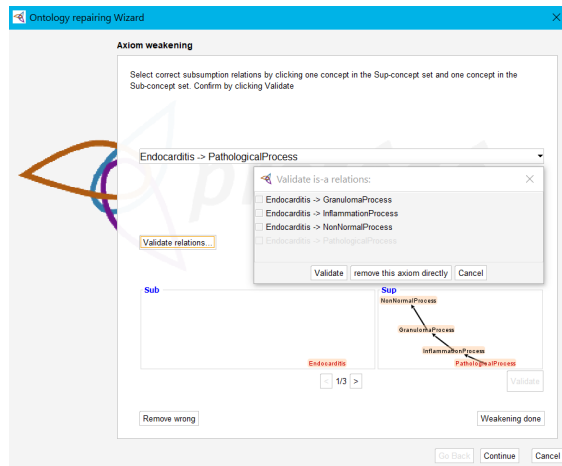 Ontology repairing Wizard
Axiom weakening
Select correct subsumption relations by clicking one concept in the Sup-concept set and one concept in the
Sub-concept set. Confirm by clicking Validate
Endocarditis -> PathologicalProcess
Validate is-a relations:
Endocarditis -> GranulomaProcess
Endocarditis -> InflammationProcess
Endocarditis -> NonNormalProcess
Endocarditis -> PathologicalProcess
Validate relations...
Validate remove this axiom directly Cancel
Sub
Sup
NonNormalProcess
GranulomaProcess
InflammationProcess
Endocarditis
PathologicalProcess
< 1/3 >
Validate
Remove wrong
Weakening done
Go Back Continue Cancel